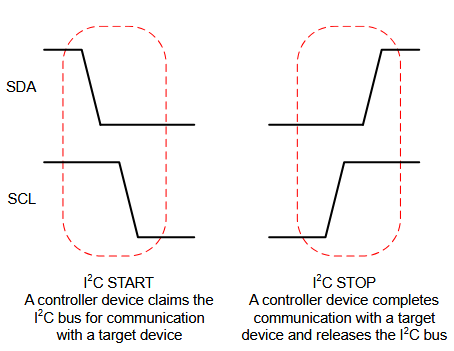 SDA
SCL
I²C START
A controller device claims the
I²C bus for communication
with a target device
I²C STOP
A controller device completes
communication with a target
device and releases the I²C bus